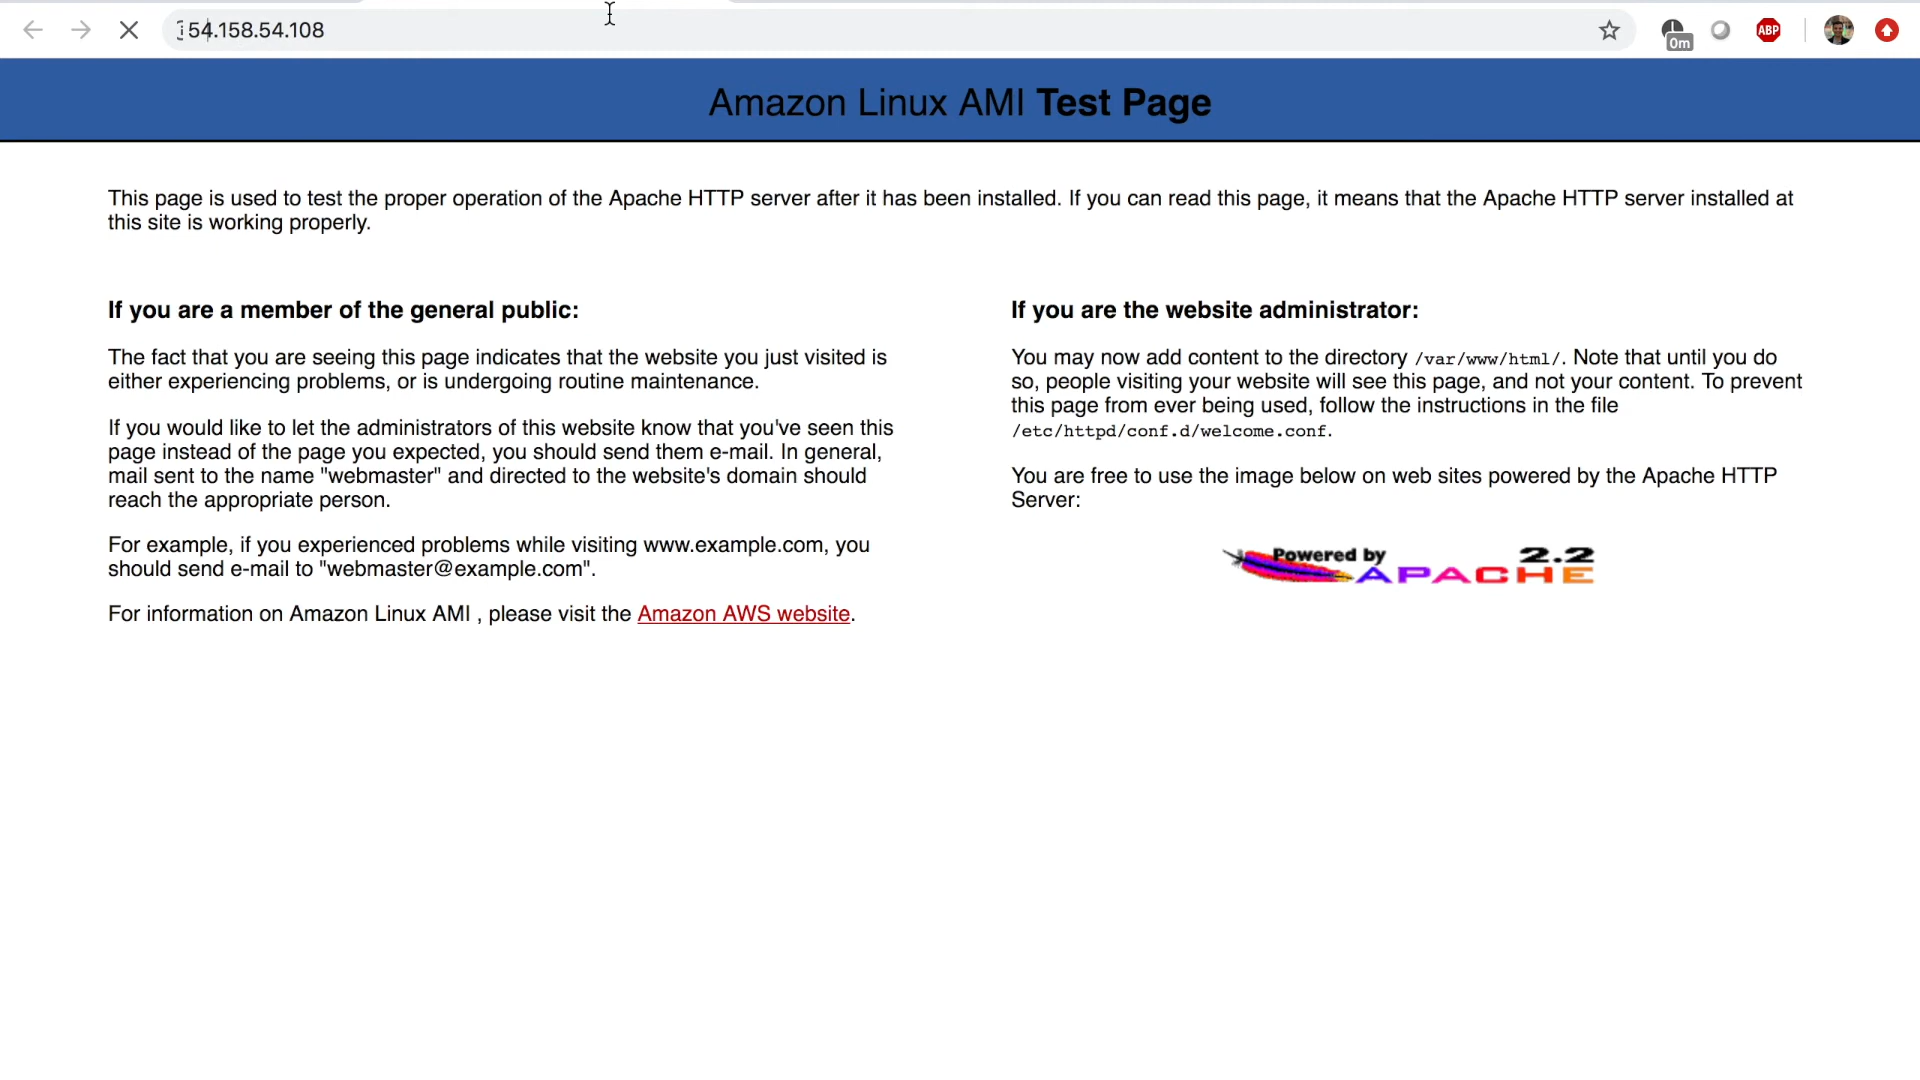 54.158.54.108
0m
ABP
Amazon Linux AMI Test Page
This page is used to test the proper operation of the Apache HTTP server after it has been installed. If you can read this page, it means that the Apache HTTP server installed at
this site is working properly.
If you are a member of the general public:
The fact that you are seeing this page indicates that the website you just visited is
either experiencing problems, or is undergoing routine maintenance.
If you would like to let the administrators of this website know that you've seen this
page instead of the page you expected, you should send them e-mail. In general,
mail sent to the name "webmaster" and directed to the website's domain should
reach the appropriate person.
For example, if you experienced problems while visiting www.example.com, you
should send e-mail to "webmaster@example.com".
For information on Amazon Linux AMI , please visit the Amazon AWS website.
If you are the website administrator:
You may now add content to the directory /var/www/html/. Note that until you do
so, people visiting your website will see this page, and not your content. To prevent
this page from ever being used, follow the instructions in the file
/etc/httpd/conf.d/welcome.conf.
You are free to use the image below on web sites powered by the Apache HTTP
Server:
Powered by 2.2
APACHE